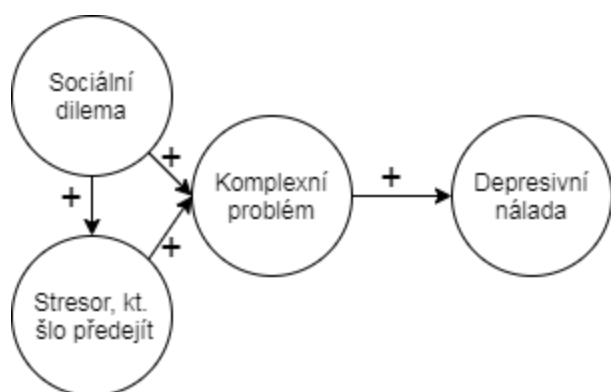 Sociální
dilema
+
+
Komplexní
problém
+
Depresivní
nálada
+
Stresor, kt.
šlo předejít